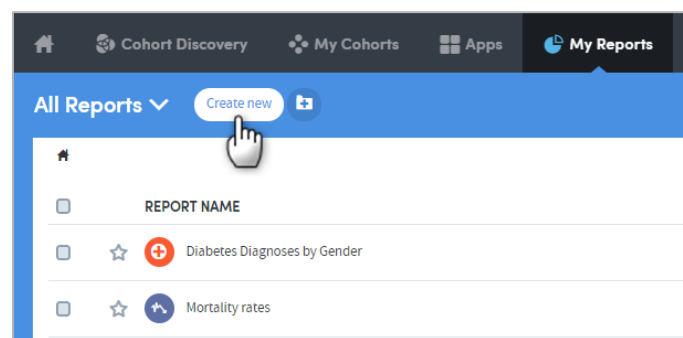 Cohort Discovery My Cohorts Apps My Reports
All Reports Create new
REPORT NAME
Diabetes Diagnoses by Gender
Mortality rates